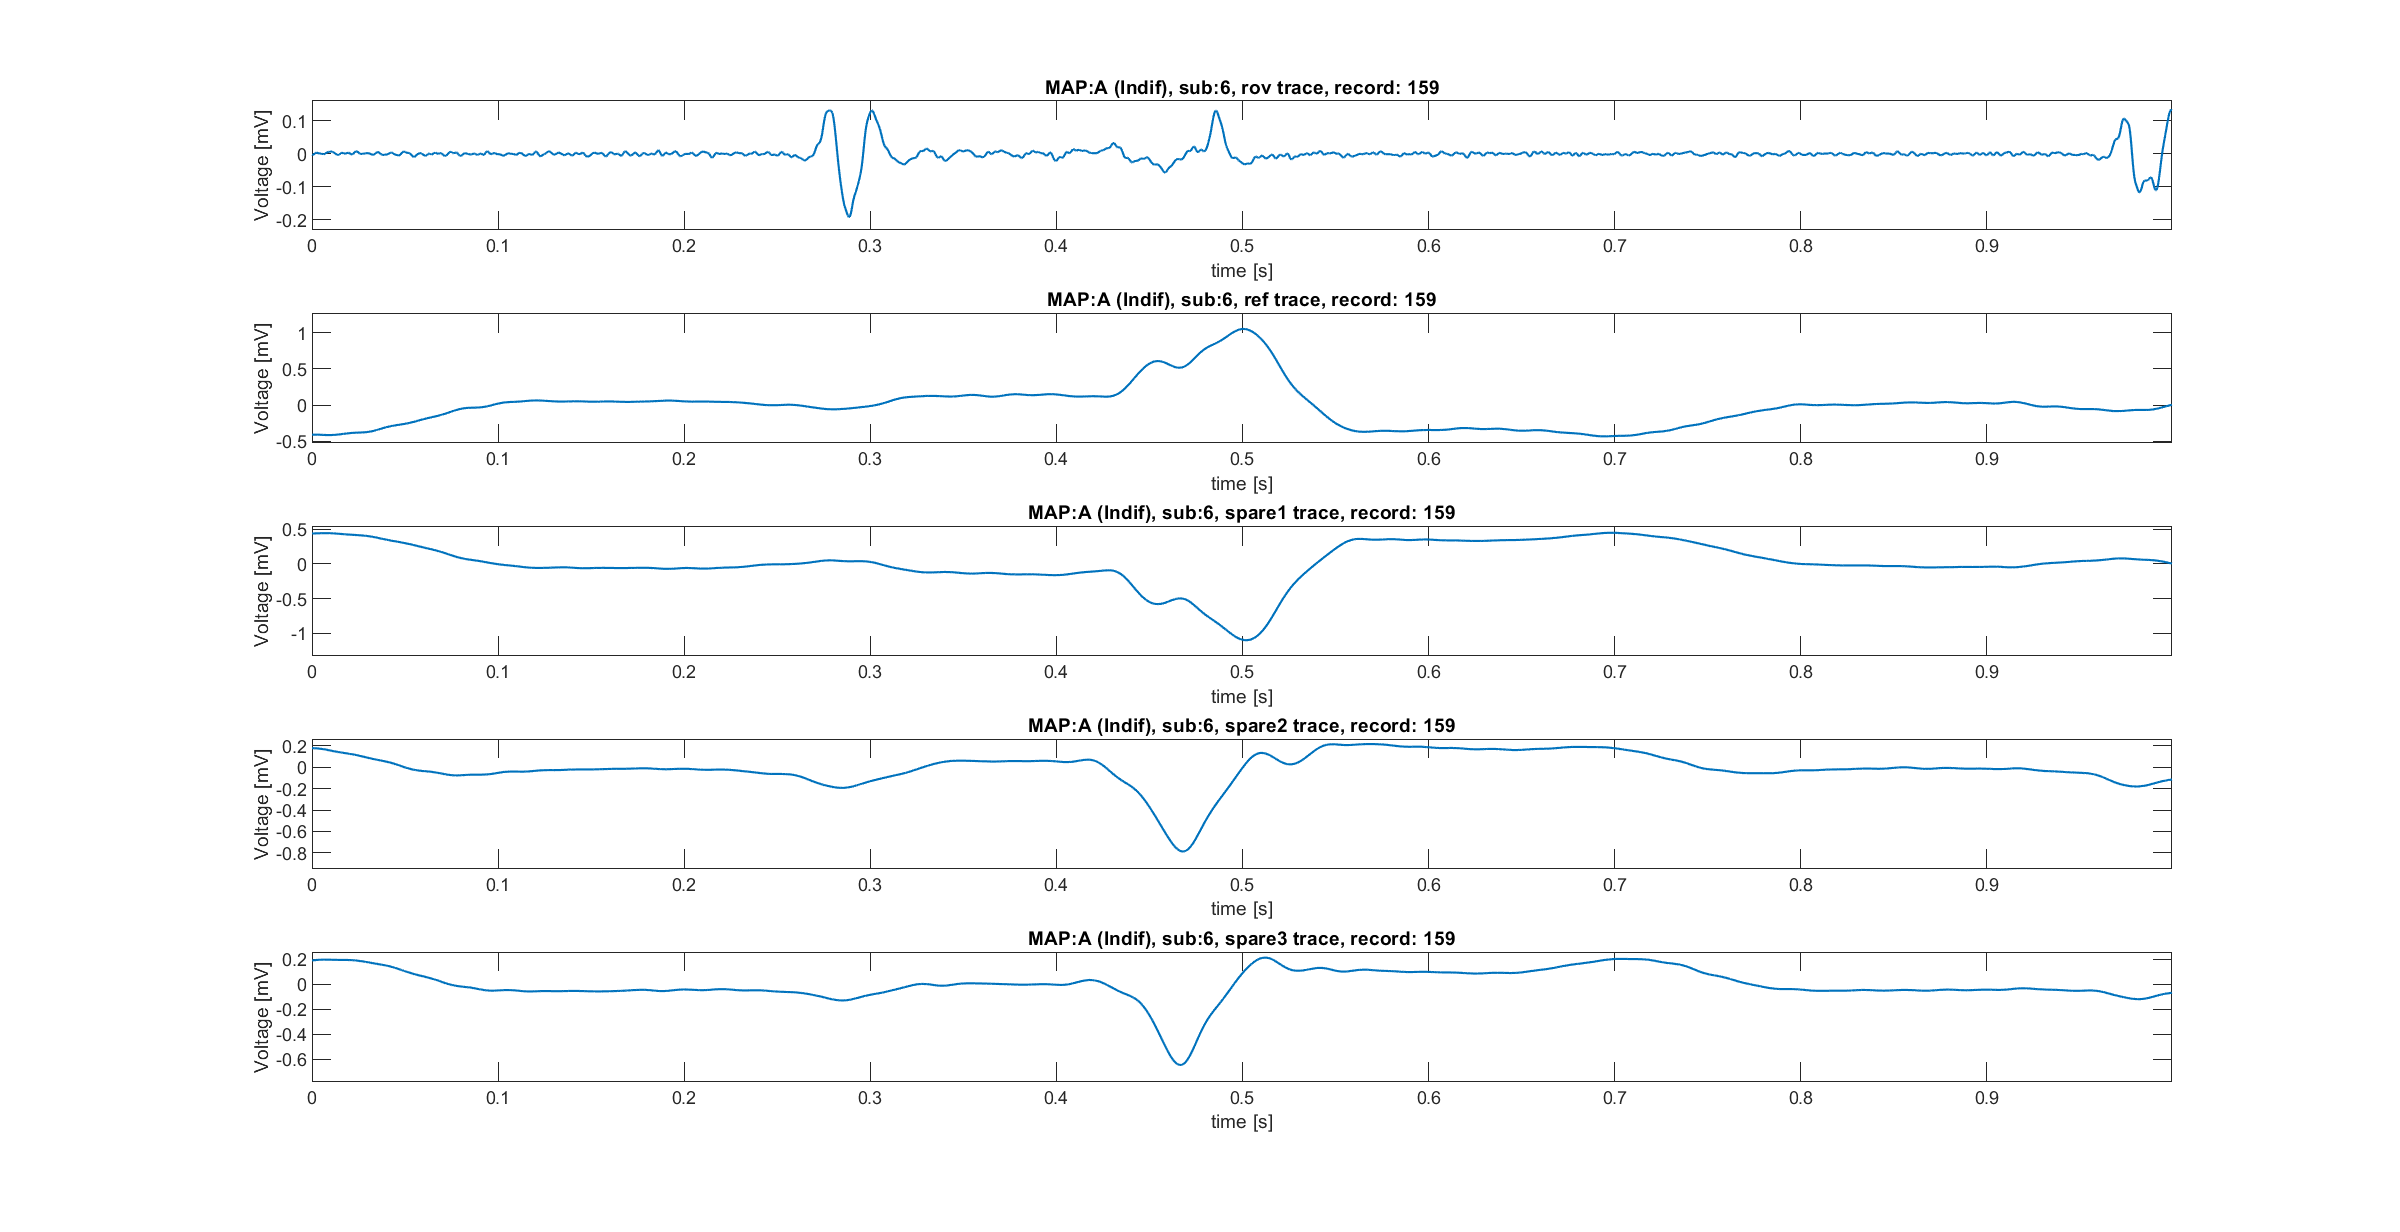 MAP:A (Indif), sub:6, rov trace, record: 159
Voltage [mV]
0.1
0
-0.1
-0.2
0 0.1 0.2 0.3 0.4 0.5 0.6 0.7 0.8 0.9
time [s]
MAP:A (Indif), sub:6, ref trace, record: 159
Voltage [mV]
1
0.5
0
-0.5
0 0.1 0.2 0.3 0.4 0.5 0.6 0.7 0.8 0.9
time [s]
MAP:A (Indif), sub:6, spare1 trace, record: 159
Voltage [mV]
0.5
0
-0.5
-1
0 0.1 0.2 0.3 0.4 0.5 0.6 0.7 0.8 0.9
time [s]
MAP:A (Indif), sub:6, spare2 trace, record: 159
Voltage [mV]
0.2
0
-0.2
-0.4
-0.6
-0.8
0 0.1 0.2 0.3 0.4 0.5 0.6 0.7 0.8 0.9
time [s]
MAP:A (Indif), sub:6, spare3 trace, record: 159
Voltage [mV]
0.2
0
-0.2
-0.4
-0.6
0 0.1 0.2 0.3 0.4 0.5 0.6 0.7 0.8 0.9
time [s]